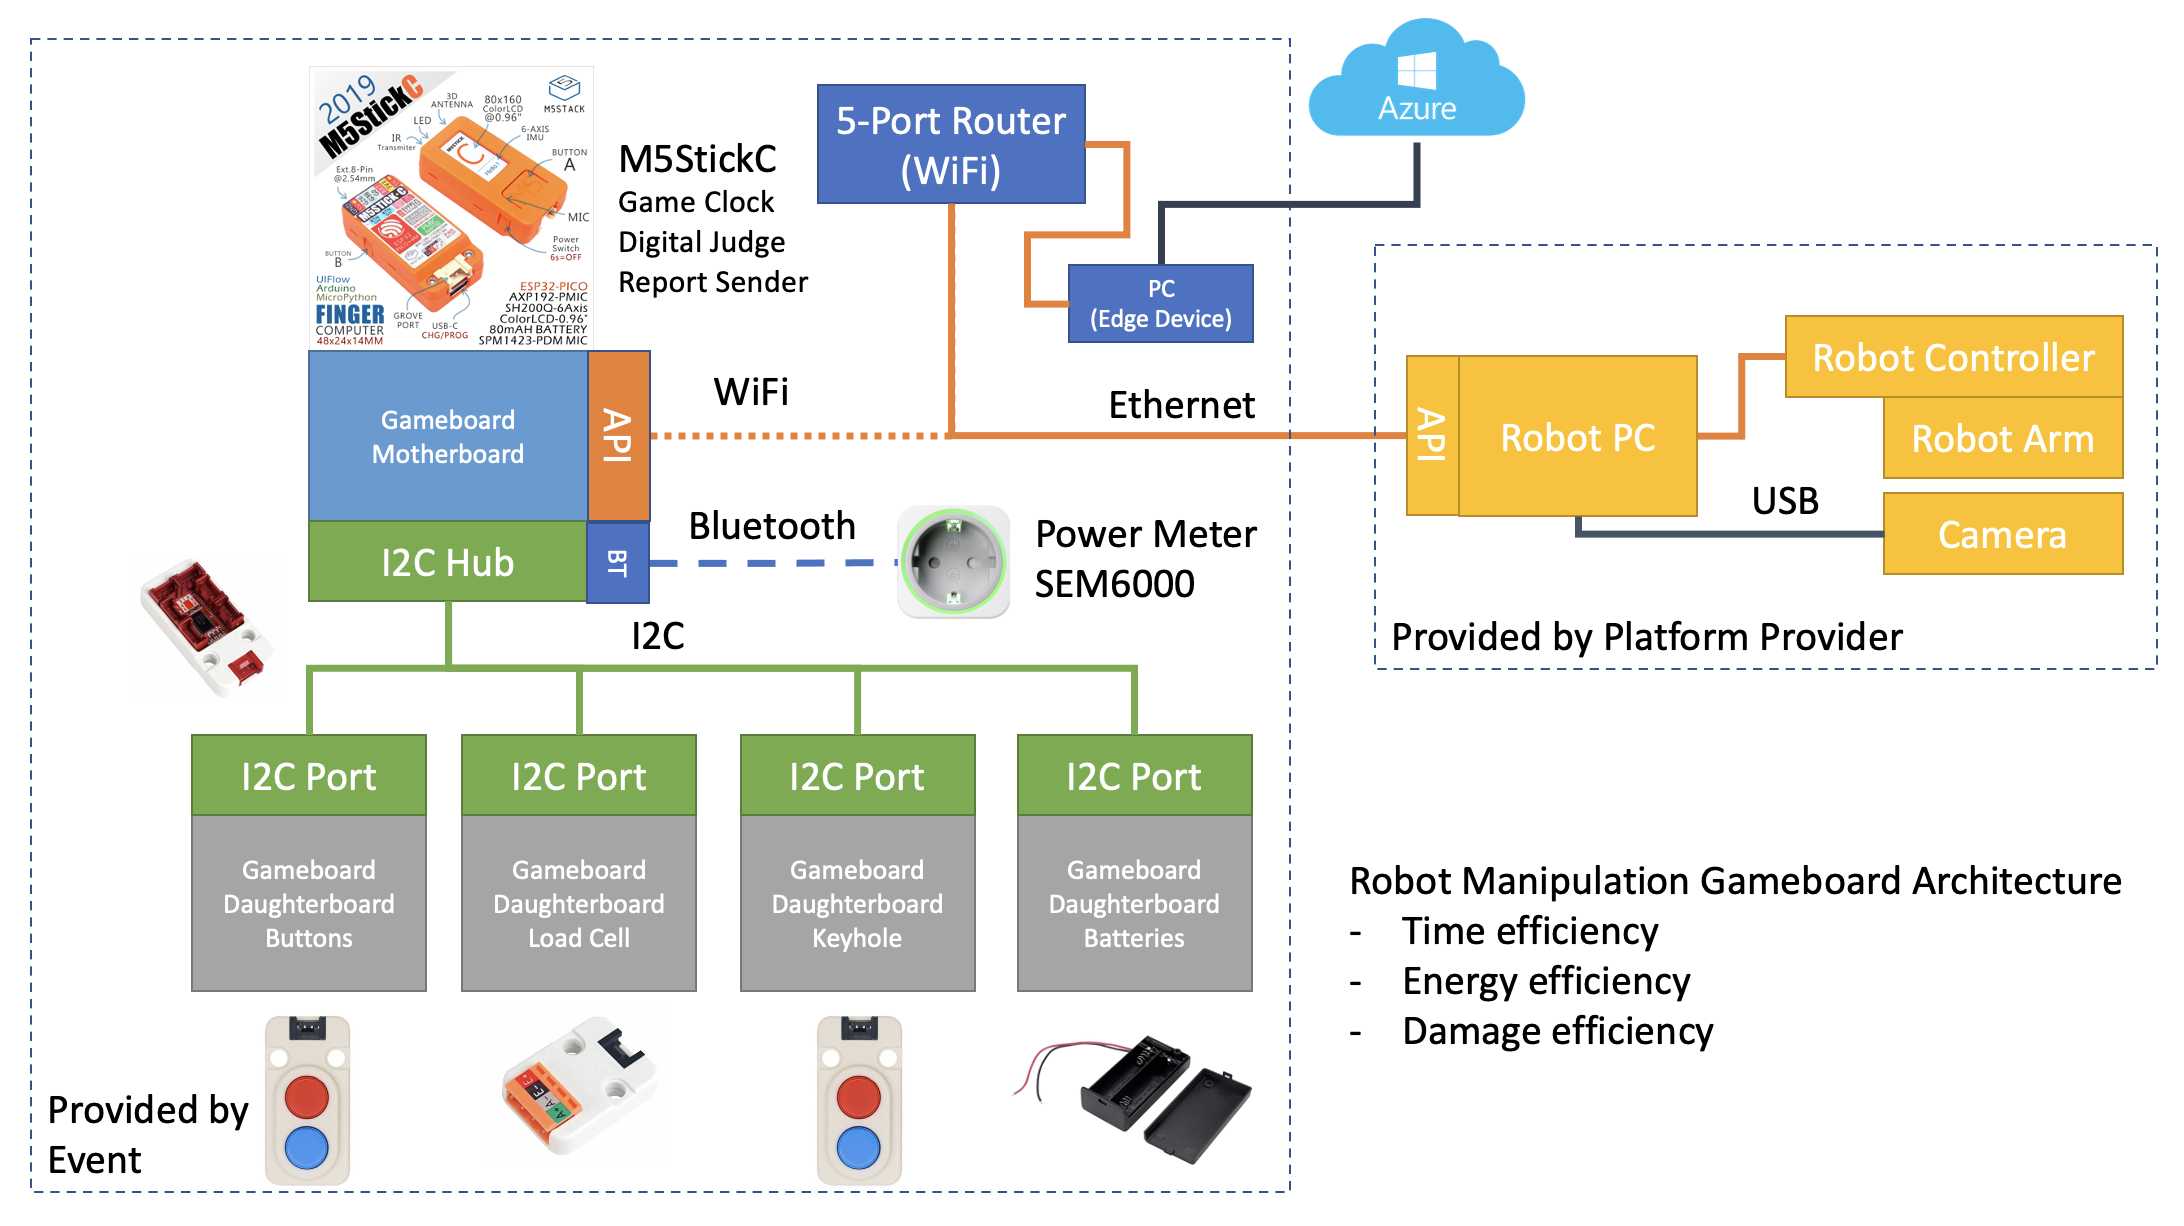 2019
M5StickC
3D
ANTENNA
80x160
ColorLCD
@0.96"
M5STACK
LED
6-AXIS
IMU
IR
Transmiter
BUTTON
A
Ext.8-Pin
@2.54mm
MIC
Power
Switch
6s=OFF
BUTTON
B
UIFlow
Arduino
MicroPython
FINGER
COMPUTER
48x24x14MM
GROVE
PORT
USB-C
CHG/PROG
ESP32-PICO
AXP192-PMIC
SH200Q-6Axis
ColorLCD-0.96"
80mAH BATTERY
SPM1423-PDM MIC
M5StickC
Game Clock
Digital Judge
Report Sender
5-Port Router
(WiFi)
Azure
PC
(Edge Device)
Gameboard
Motherboard
API
WiFi
Ethernet
API
Robot PC
Robot Controller
Robot Arm
USB
Camera
Provided by Platform Provider
I2C Hub
BT
Bluetooth
Power Meter
SEM6000
I2C
I2C Port
I2C Port
I2C Port
I2C Port
Gameboard
Daughterboard
Buttons
Gameboard
Daughterboard
Load Cell
Gameboard
Daughterboard
Keyhole
Gameboard
Daughterboard
Batteries
E+
E-
A-
A+
Provided by
Event
Robot Manipulation Gameboard Architecture
- Time efficiency
- Energy efficiency
- Damage efficiency